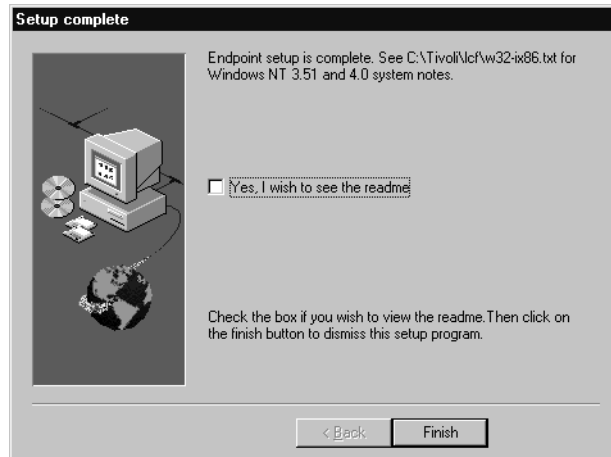 Setup complete
Endpoint setup is complete. See C:\Tivoli\lcf\w32-ix86.txt for
Windows NT 3.51 and 4.0 system notes.
Yes, I wish to see the readme
Check the box if you wish to view the readme.Then click on
the finish button to dismiss this setup program.
< Back
Finish